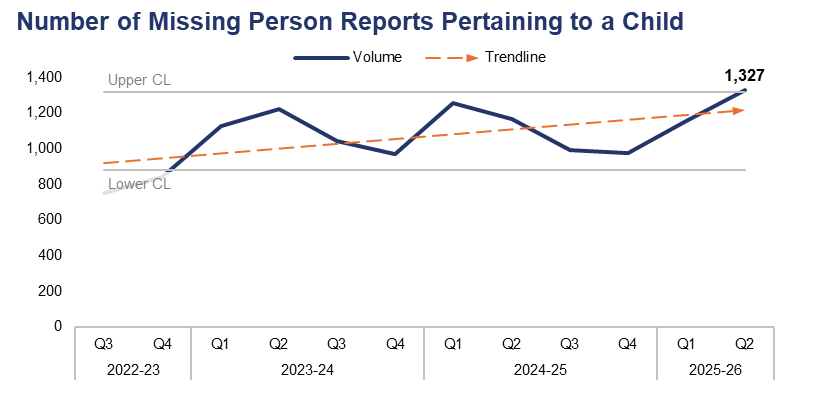 Number of Missing Person Reports Pertaining to a Child
Volume Trendline
1,400
1,200
1,000
800
600
400
200
0
Upper CL
Lower CL
1,327
Q3 Q4 Q1 Q2 Q3 Q4 Q1 Q2 Q3 Q4 Q1 Q2
2022-23 2023-24 2024-25 2025-26